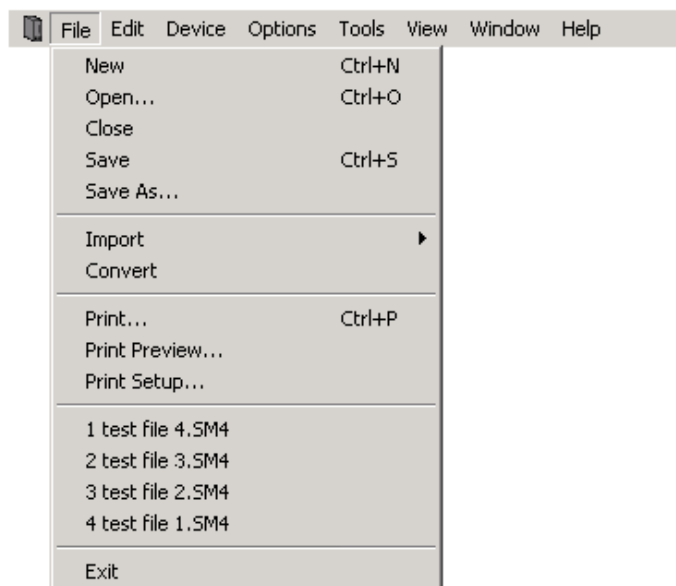 File Edit Device Options Tools View Window Help
New Ctrl+N
Open... Ctrl+O
Close
Save Ctrl+S
Save As...
Import
Convert
Print... Ctrl+P
Print Preview...
Print Setup...
1 test file 4.SM4
2 test file 3.SM4
3 test file 2.SM4
4 test file 1.SM4
Exit